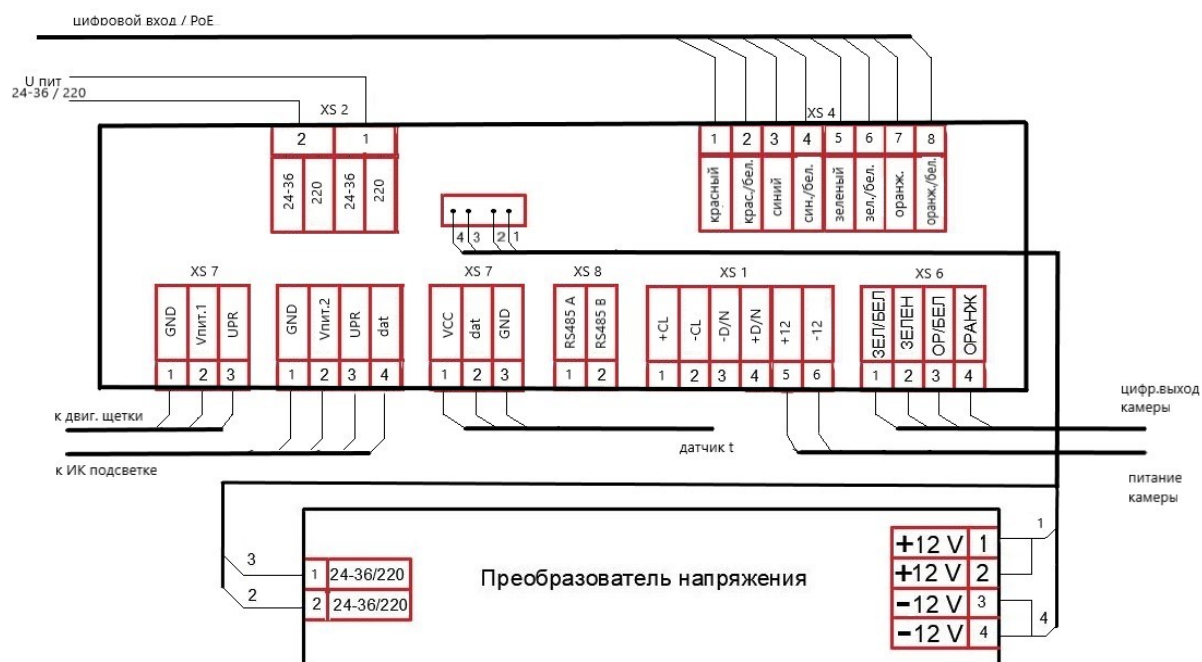 цифровой вход / PoE
U пит
24-36 / 220
XS 2
XS 4
2 1
1 2 3 4 5 6 7 8
24-36 220 24-36 220
красный крас./бел. синий син./бел. зеленый зел./бел. оранж. оранж./бел.
4 3 2 1
XS 7
XS 7
XS 8
XS 1
XS 6
GND Vпит.1 UPR
GND Vпит.2 UPR dat
VCC dat GND
RS485 A RS485 B
+CL -CL -D/N +D/N +12 -12
ЗЕЛ/БЕЛ ЗЕЛЕН ОР/БЕЛ ОРАНЖ
1 2 3
1 2 3 4
1 2 3
1 2
1 2 3 4 5 6
1 2 3 4
к двиг. щетки
цифр.выход
камеры
датчик t
к ИК подсветке
питание
камеры
1
+12 V 1
3
1 24-36/220
Преобразователь напряжения
+12 V 2
2
2 24-36/220
-12 V 3
4
-12 V 4